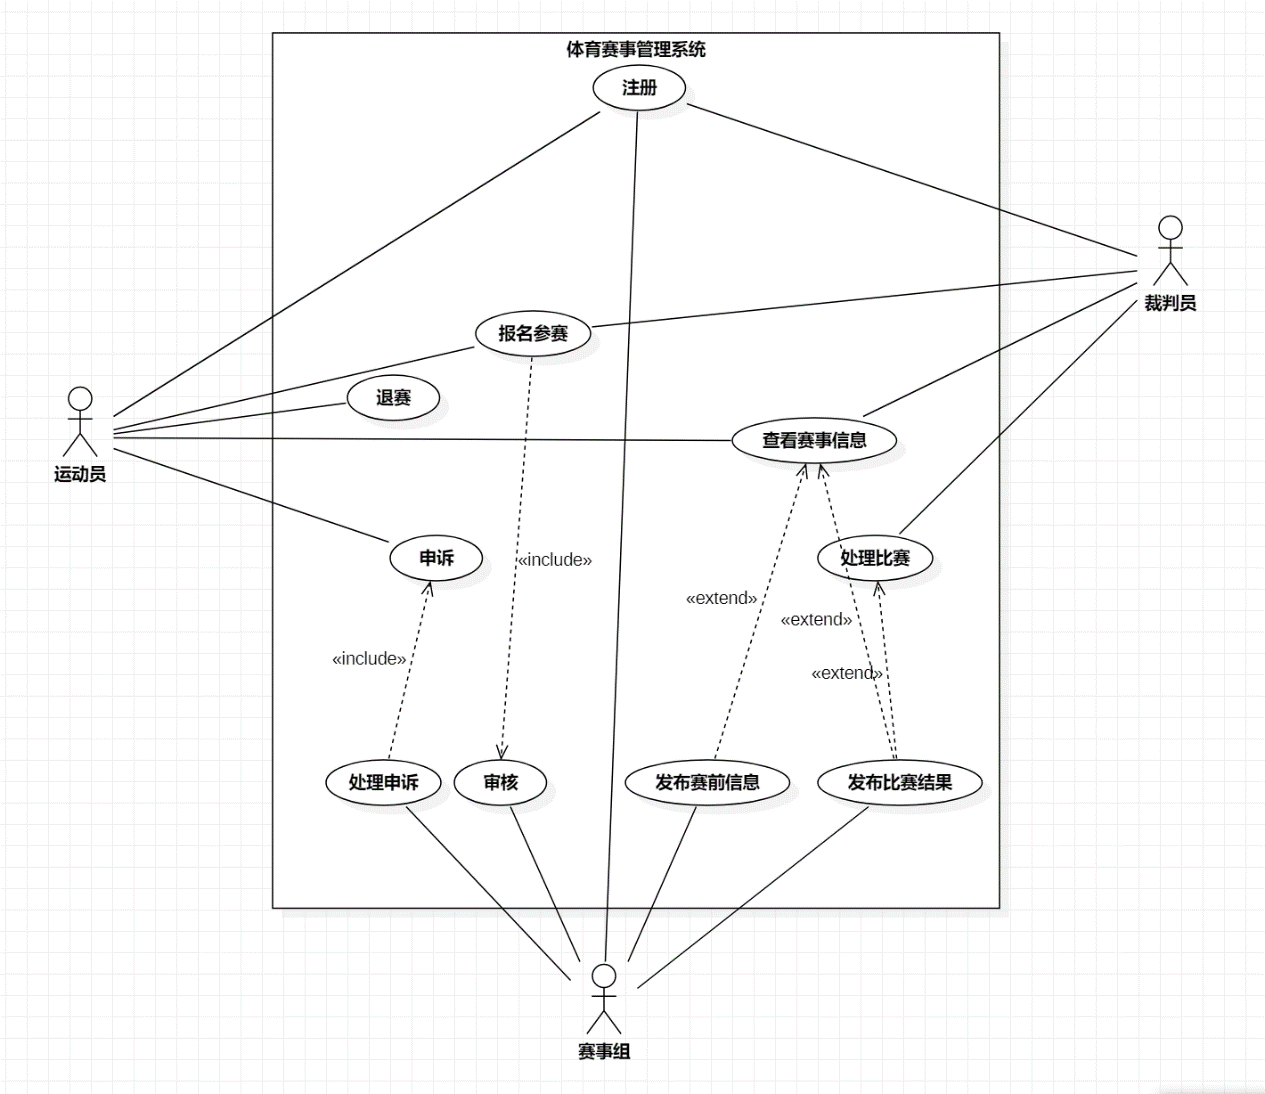 体育赛事管理系统
注册
裁判员
报名参赛
退赛
查看赛事信息
运动员
申诉
«include»
处理比赛
«extend»
«extend»
«include»
«extend»
处理申诉
审核
发布赛前信息
发布比赛结果
赛事组